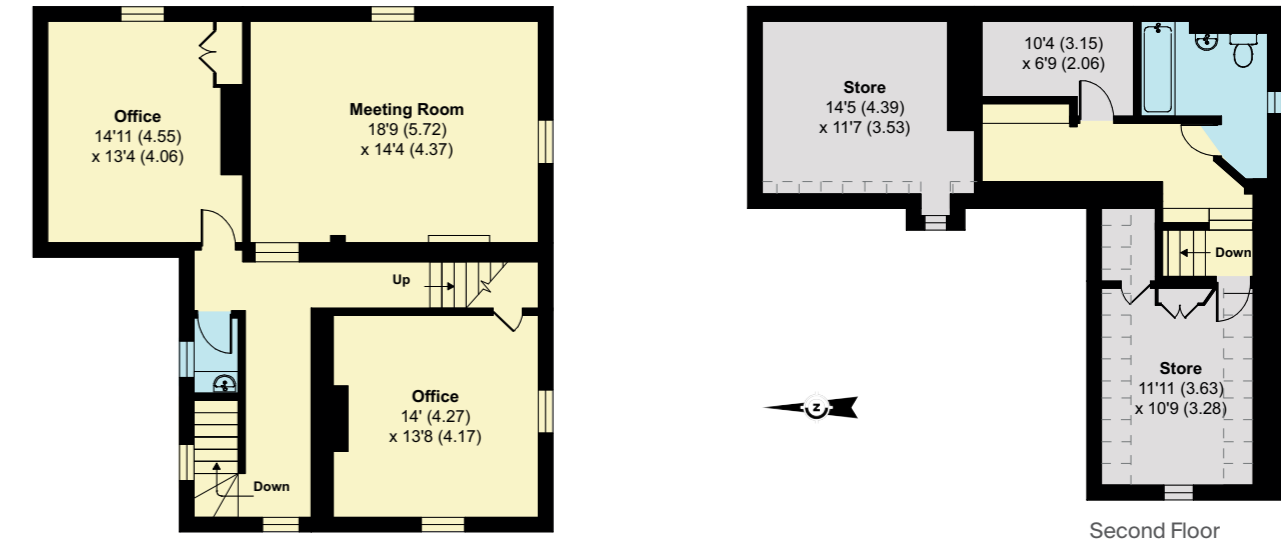 Office
14'11 (4.55)
x 13'4 (4.06)
Meeting Room
18'9 (5.72)
x 14'4 (4.37)
Up
Office
14' (4.27)
x 13'8 (4.17)
Down
Store
14'5 (4.39)
x 11'7 (3.53)
10'4 (3.15)
x 6'9 (2.06)
Down
Store
11'11 (3.63)
x 10'9 (3.28)
Z
Second Floor